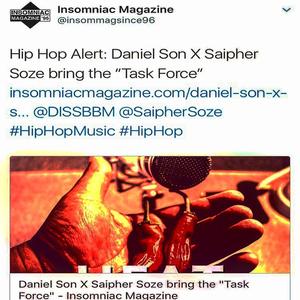 INSOMNIAC
MAGAZINE '96
Insomniac Magazine
@insommagsince96
Hip Hop Alert: Daniel Son X Saipher
Soze bring the “Task Force”
insomniacmagazine.com/daniel-son-x-
s... @DISSBBM @SaipherSoze
#HipHopMusic #HipHop
Daniel Son X Saipher Soze bring the "Task
Force" - Insomniac Magazine